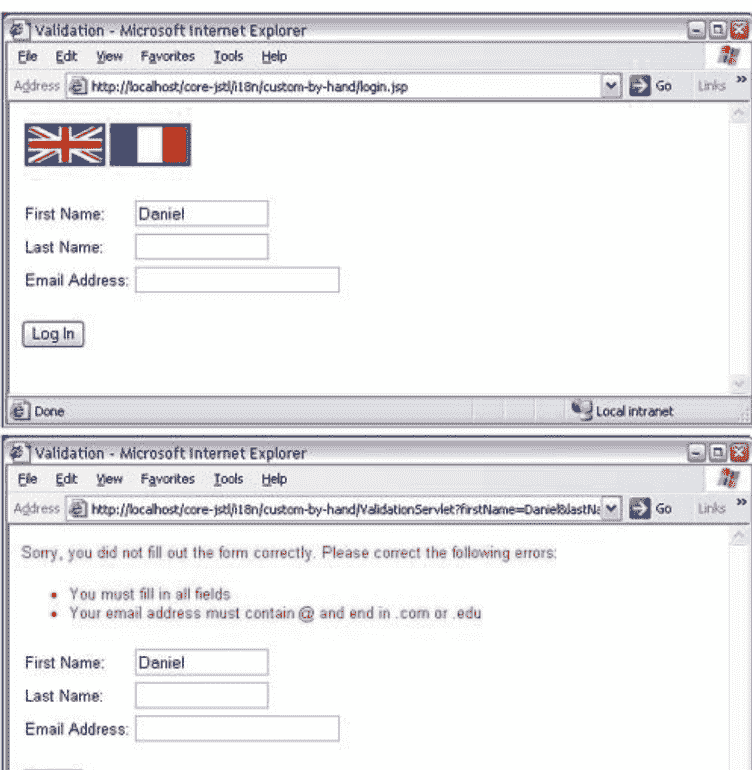 Validation - Microsoft Internet Explorer
File Edit View Favorites Tools Help
Address http://localhost/core-jstl/i18n/custom-by-hand/login.jsp Go Links »
First Name: Daniel
Last Name:
Email Address:
Log In
Done Local intranet
Validation - Microsoft Internet Explorer
File Edit View Favorites Tools Help
Address http://localhost/core-jstl/i18n/custom-by-hand/ValidationServlet?firstName=Daniel&lastNa Go Links »
Sorry, you did not fill out the form correctly. Please correct the following errors:
• You must fill in all fields
• Your email address must contain @ and end in .com or .edu
First Name: Daniel
Last Name:
Email Address: